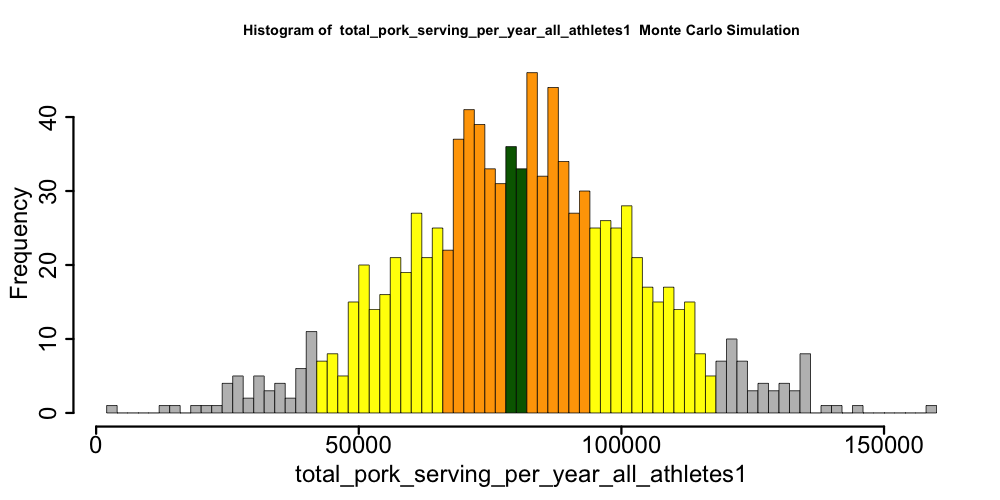 Histogram of  total_pork_serving_per_year_all_athletes1  Monte Carlo Simulation
Frequency
40
30
20
10
0
0 50000 100000 150000
total_pork_serving_per_year_all_athletes1